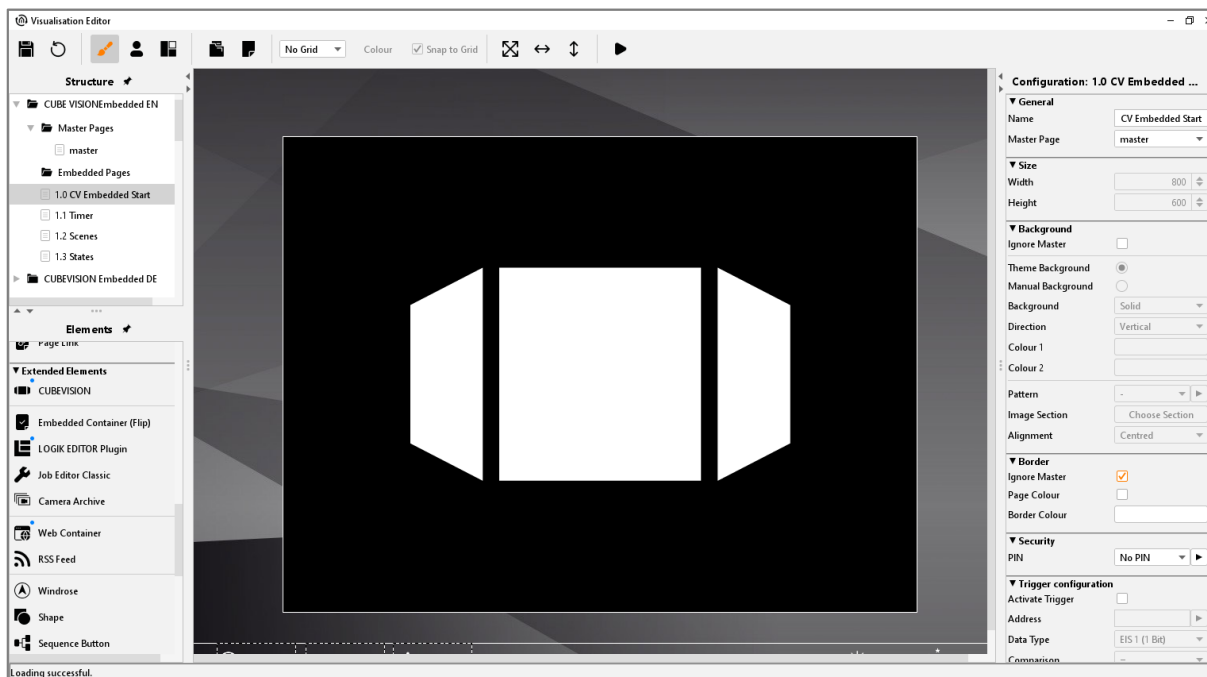 Visualisation Editor
No Grid Colour Snap to Grid
Structure
CUBE VISIONEmbedded EN
Master Pages
master
Embedded Pages
1.0 CV Embedded Start
1.1 Timer
1.2 Scenes
1.3 States
CUBEVISION Embedded DE
Elements
Page Link
Extended Elements
CUBEVISION
Embedded Container (Flip)
LOGIK EDITOR Plugin
Job Editor Classic
Camera Archive
Web Container
RSS Feed
Windrose
Shape
Sequence Button
Loading successful.
Configuration: 1.0 CV Embedded ...
General
Name CV Embedded Start
Master Page master
Size
Width 800
Height 600
Background
Ignore Master
Theme Background
Manual Background
Background Solid
Direction Vertical
Colour 1
Colour 2
Pattern -
Image Section Choose Section
Alignment Centred
Border
Ignore Master
Page Colour
Border Colour
Security
PIN No PIN
Trigger configuration
Activate Trigger
Address
Data Type EIS 1 (1 Bit)
Comparison =